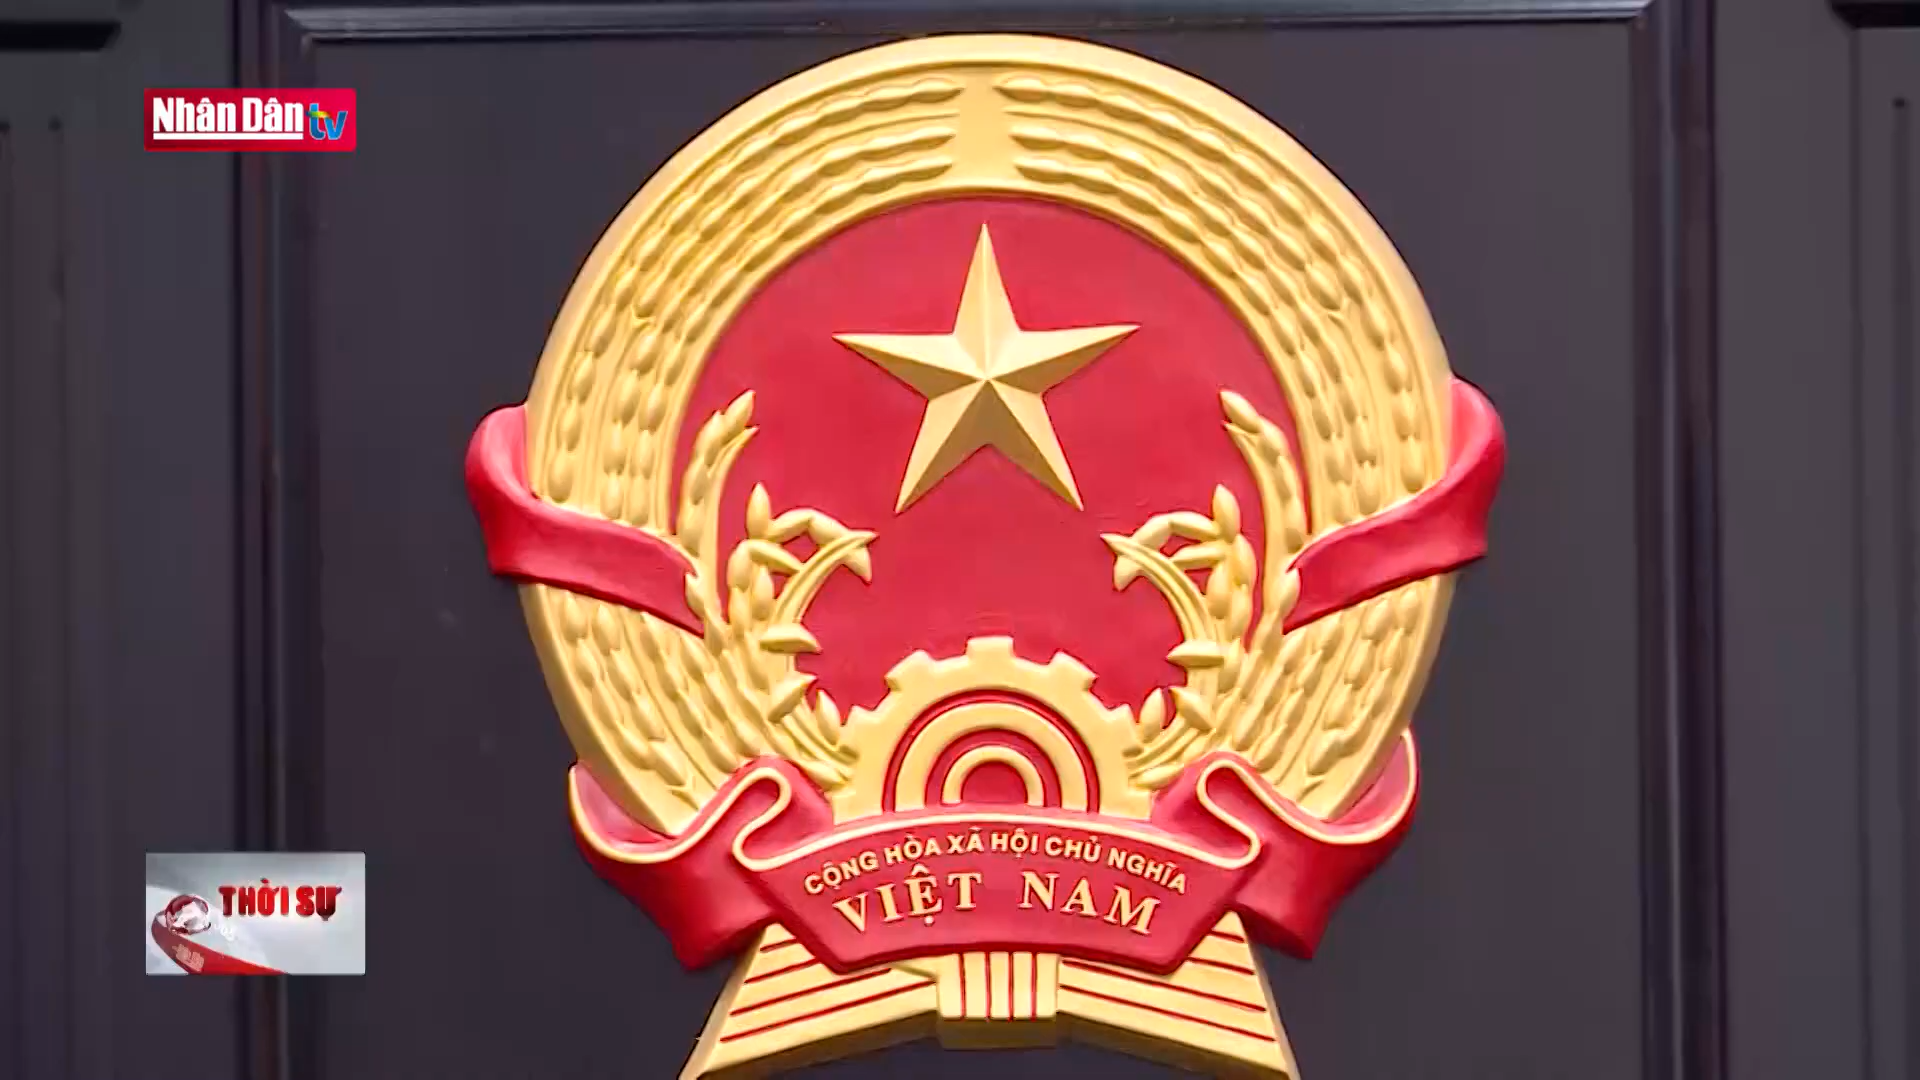 Nhân Dân tv
CỘNG HÒA XÃ HỘI CHỦ NGHĨA
VIỆT NAM
THỜI SỰ